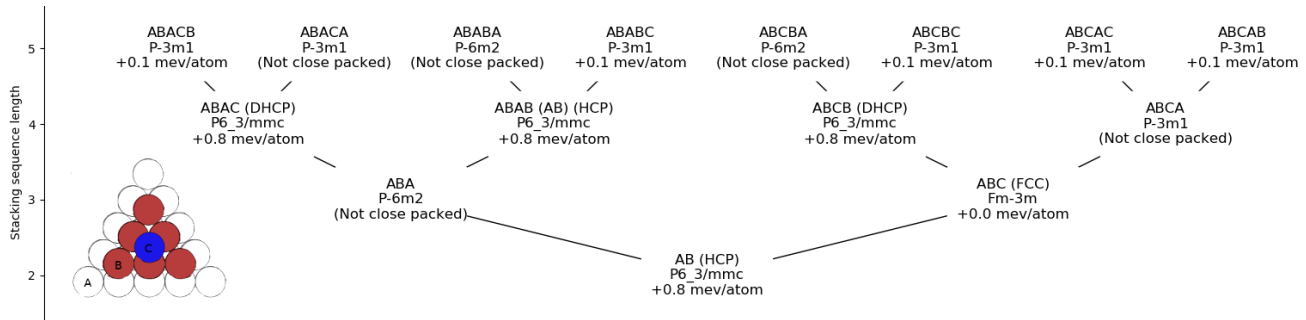 ABACB
P-3m1
+0.1 mev/atom
ABACA
P-3m1
(Not close packed)
ABABA
P-6m2
(Not close packed)
ABABC
P-3m1
+0.1 mev/atom
ABCBA
P-6m2
(Not close packed)
ABCBC
P-3m1
+0.1 mev/atom
ABCAC
P-3m1
+0.1 mev/atom
ABCAB
P-3m1
+0.1 mev/atom
ABAC (DHCP)
P6_3/mmc
+0.8 mev/atom
ABAB (AB) (HCP)
P6_3/mmc
+0.8 mev/atom
ABCB (DHCP)
P6_3/mmc
+0.8 mev/atom
ABCA
P-3m1
(Not close packed)
ABA
P-6m2
(Not close packed)
ABC (FCC)
Fm-3m
+0.0 mev/atom
AB (HCP)
P6_3/mmc
+0.8 mev/atom
Stacking sequence length
5
4
3
2
C
B
A